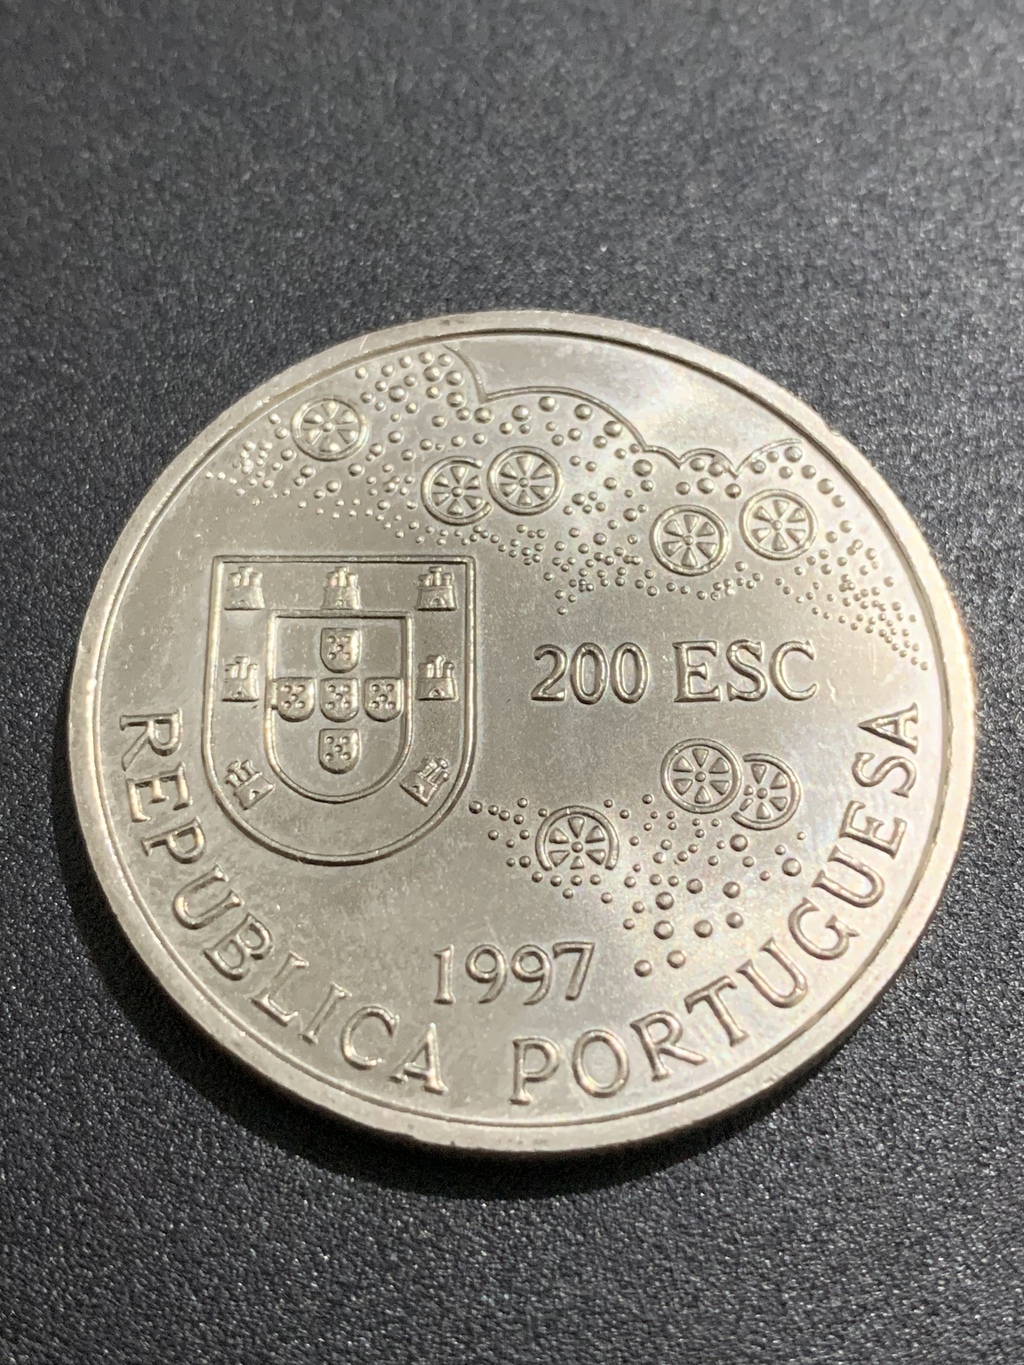 200 ESC
1997
REPUBLICA PORTUGUESA